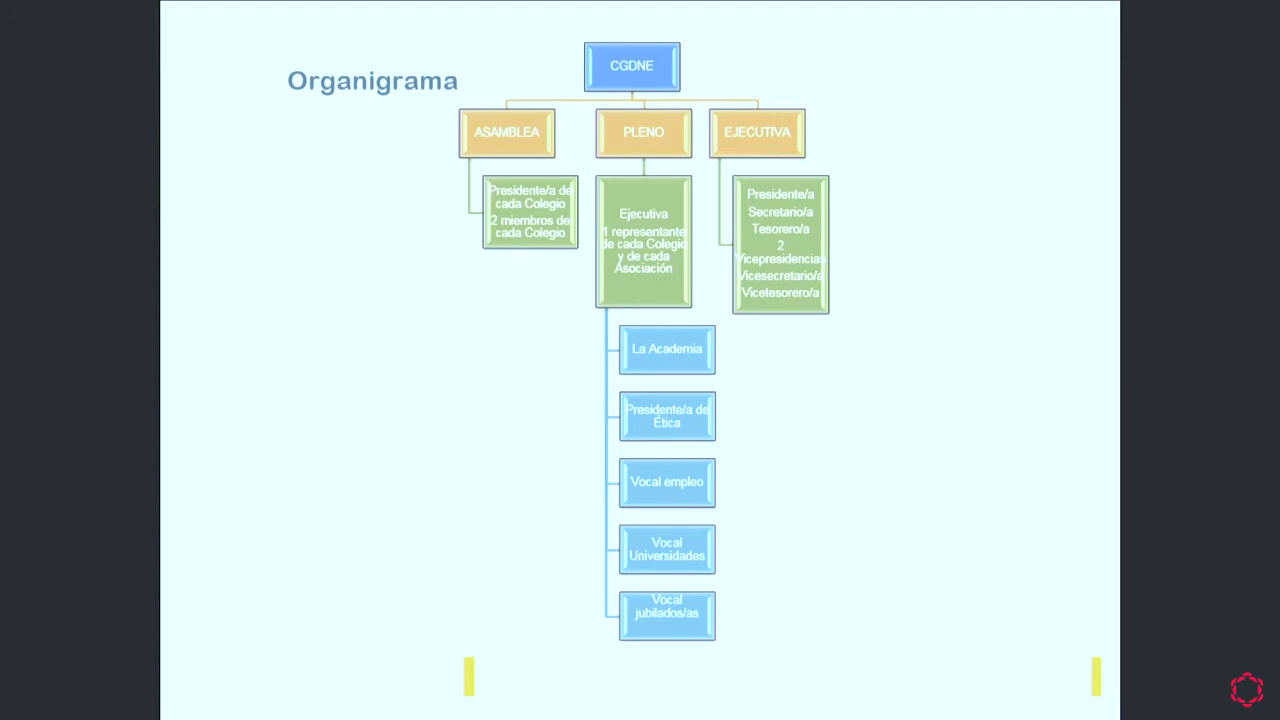 Organigrama
CGDNE
ASAMBLEA
PLENO
EJECUTIVA
Presidente/a de
cada Colegio
2 miembros de
cada Colegio
Ejecutiva
1 representante
de cada Colegio
y de cada
Asociación
Presidente/a
Secretario/a
Tesorero/a
2
Vicepresidencias
Vicesecretario/a
Vicetesorero/a
La Academia
Presidente/a de
Ética
Vocal empleo
Vocal
Universidades
Vocal
jubilados/as